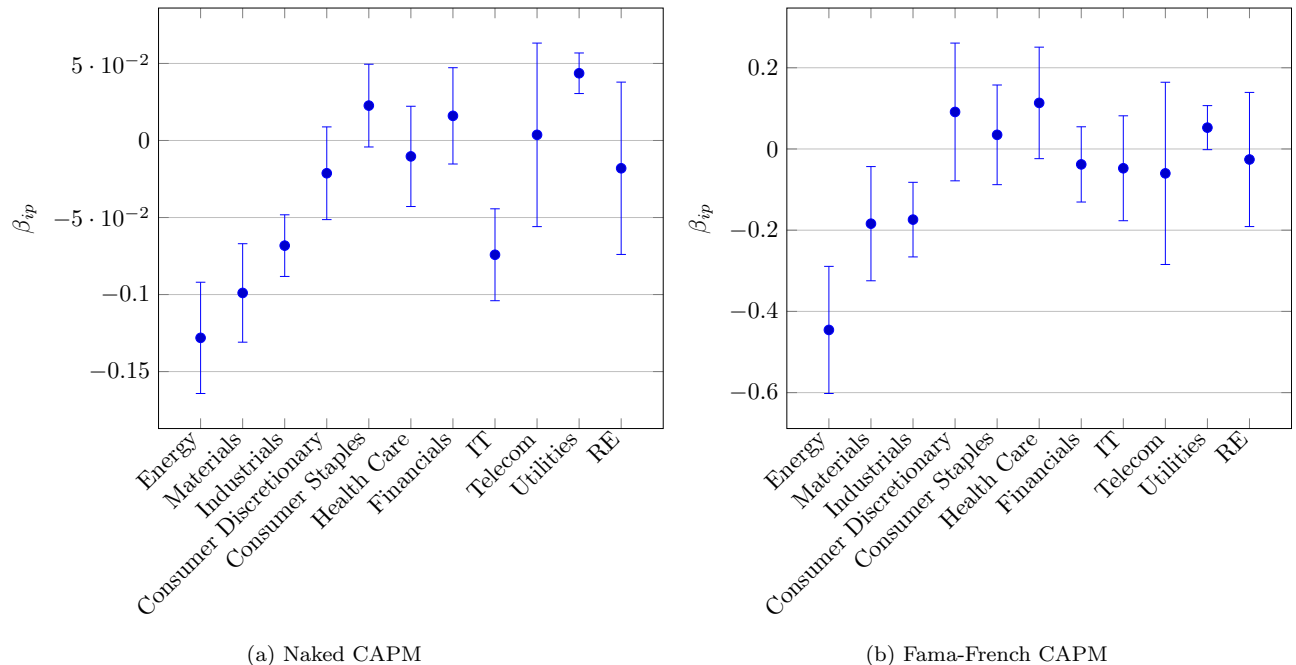 5 · 10⁻²
0
−5 · 10⁻²
−0.1
−0.15
βip
Energy
Materials
Industrials
Consumer Discretionary
Consumer Staples
Health Care
Financials
IT
Telecom
Utilities
RE
(a) Naked CAPM
0.2
0
−0.2
−0.4
−0.6
βip
Energy
Materials
Industrials
Consumer Discretionary
Consumer Staples
Health Care
Financials
IT
Telecom
Utilities
RE
(b) Fama-French CAPM